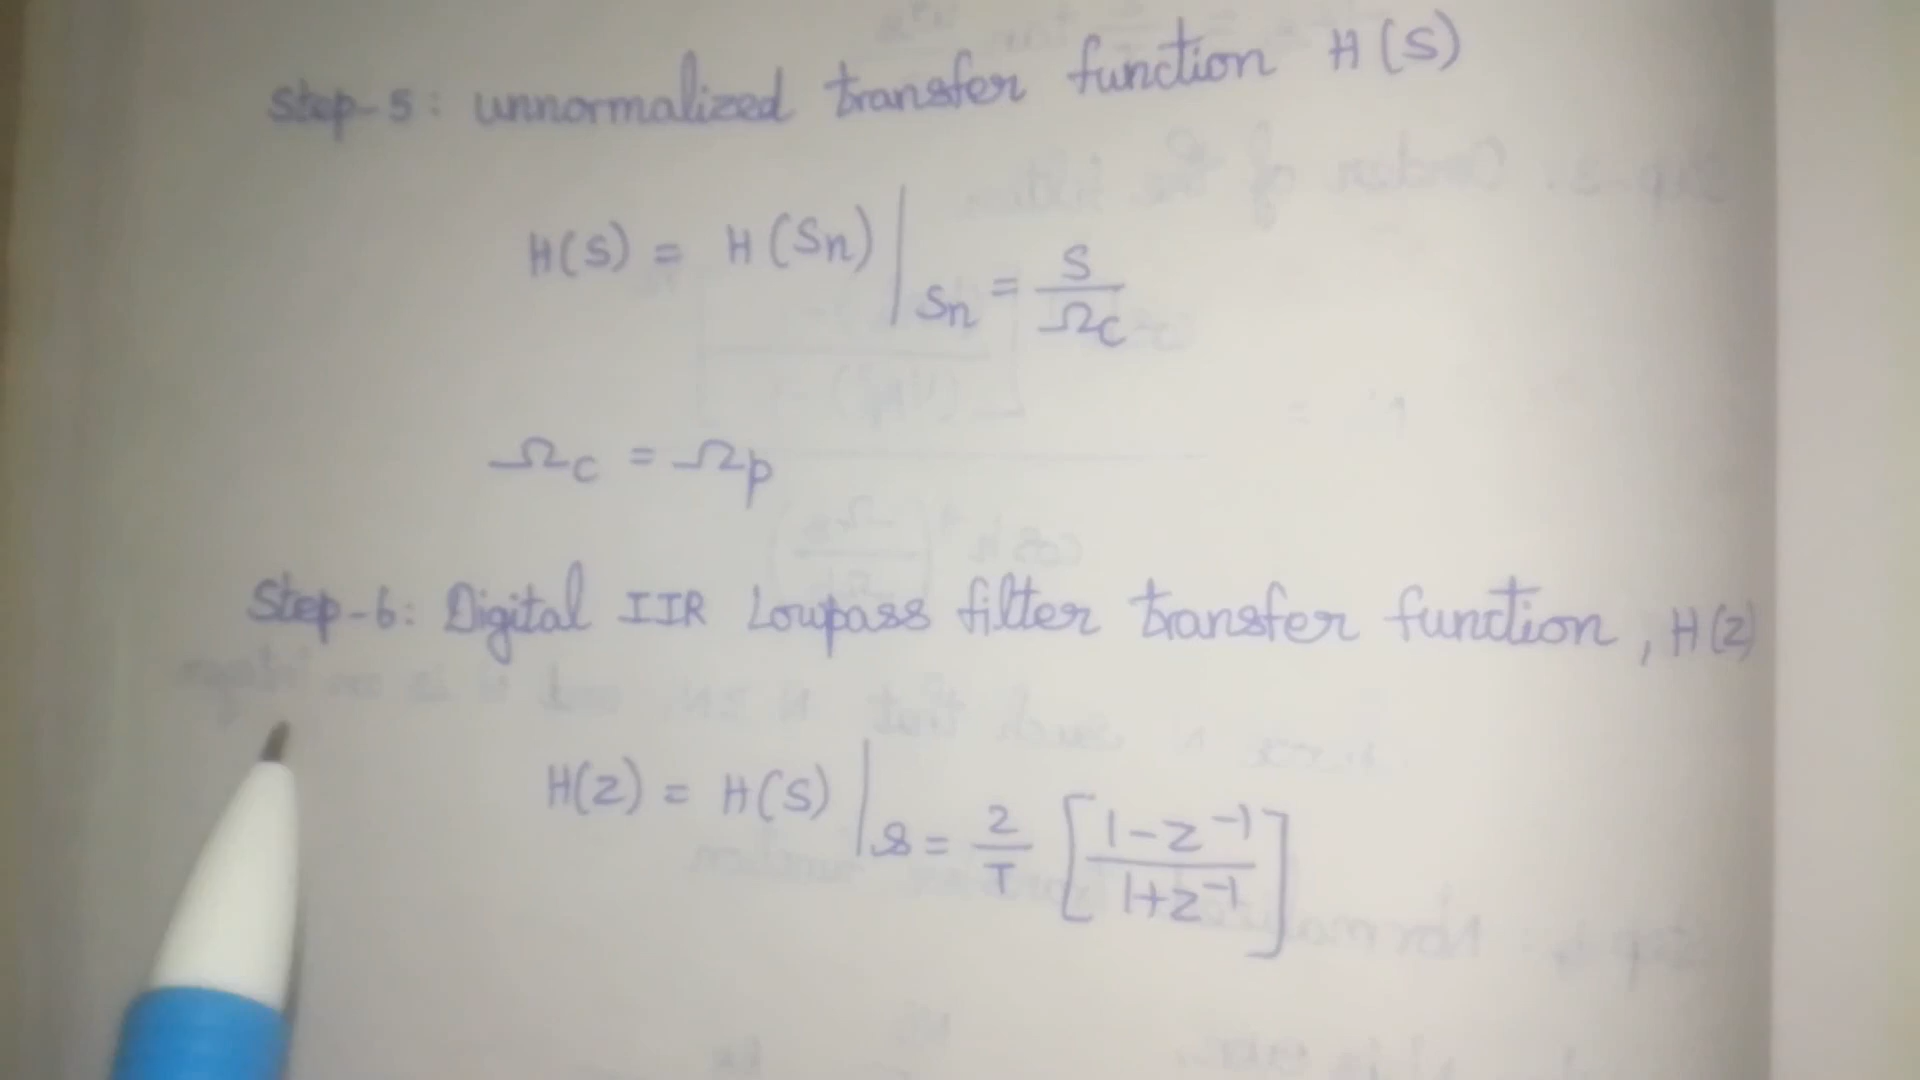 Step-5: unnormalized transfer function H(S)
H(S) = H(Sn) | Sn = S/Ωc
Ωc = Ωp
Step-6: Digital IIR Lowpass filter transfer function, H(z)
H(z) = H(S) | s = 2/T [1-z⁻¹/1+z⁻¹]